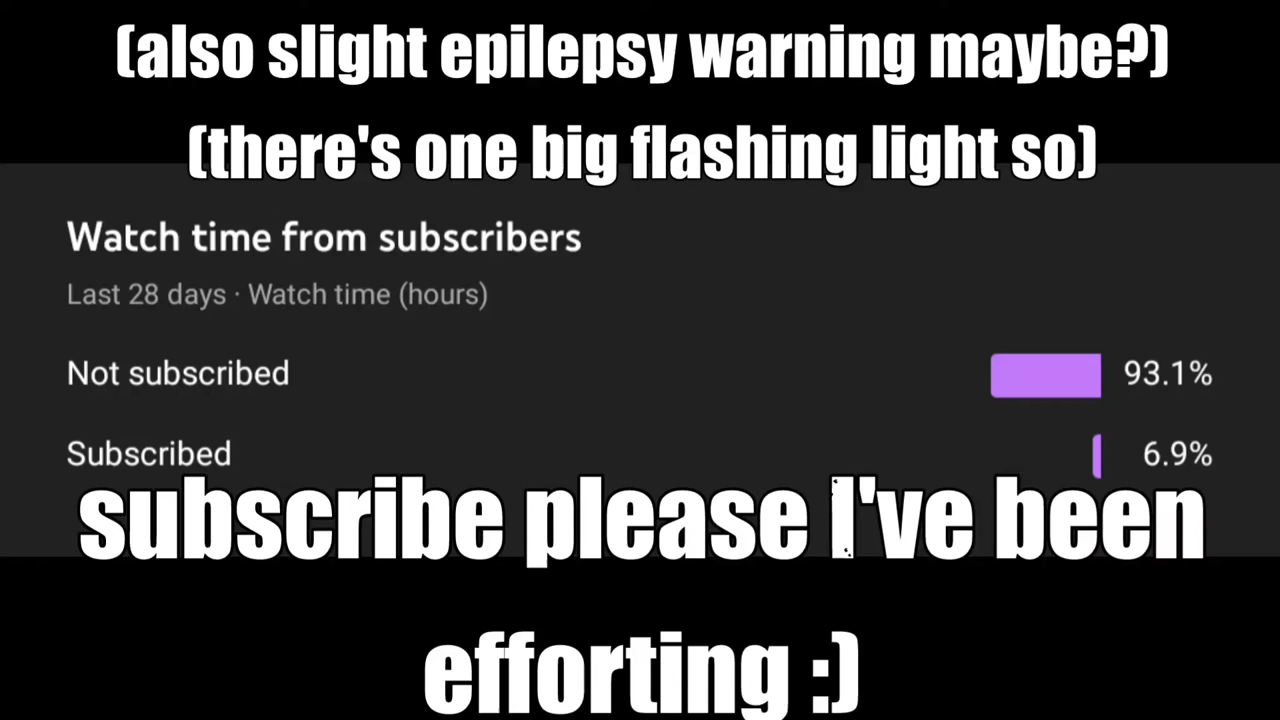 (also slight epilepsy warning maybe?)
(there's one big flashing light so)
Watch time from subscribers
Last 28 days · Watch time (hours)
Not subscribed 93.1%
Subscribed 6.9%
subscribe please I've been
efforting :)